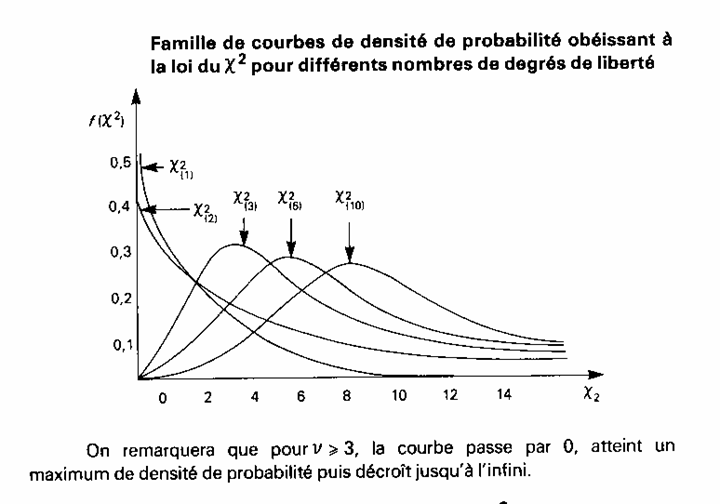 Famille de courbes de densité de probabilité obéissant à
la loi du χ² pour différents nombres de degrés de liberté
f(χ²)
0,5
χ²(1)
0,4
χ²(2)
χ²(3)
χ²(6)
χ²(10)
0,3
0,2
0,1
0 2 4 6 8 10 12 14 χ₂
On remarquera que pour ν ⩾ 3, la courbe passe par 0, atteint un
maximum de densité de probabilité puis décroît jusqu'à l'infini.